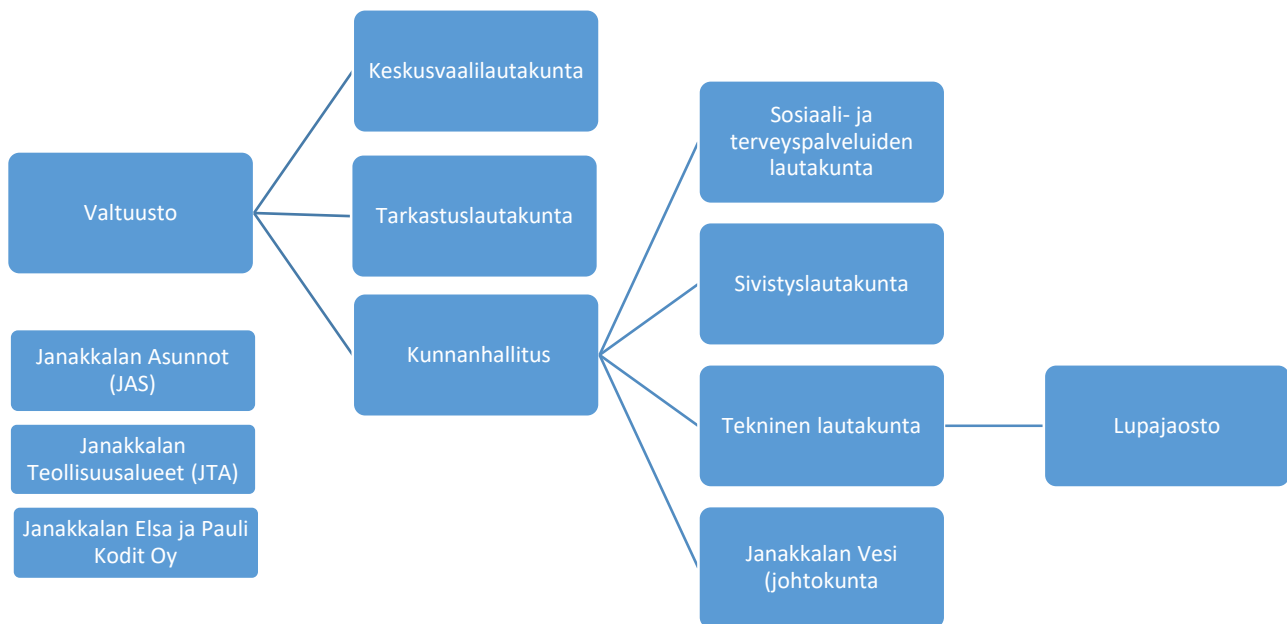 Keskusvaalilautakunta
Valtuusto
Tarkastuslautakunta
Kunnanhallitus
Sosiaali- ja
terveyspalveluiden
lautakunta
Sivistyslautakunta
Tekninen lautakunta
Lupajaosto
Janakkalan Vesi
(johtokunta
Janakkalan Asunnot
(JAS)
Janakkalan
Teollisuusalueet (JTA)
Janakkalan Elsa ja Pauli
Kodit Oy